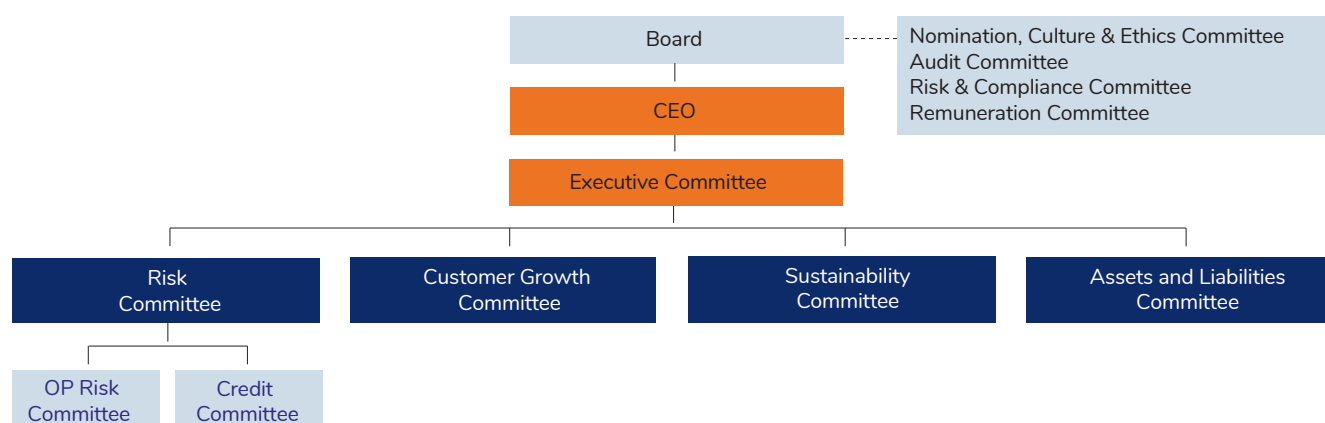 Board
Nomination, Culture & Ethics Committee
Audit Committee
Risk & Compliance Committee
Remuneration Committee
CEO
Executive Committee
Risk
Committee
Customer Growth
Committee
Sustainability
Committee
Assets and Liabilities
Committee
OP Risk
Committee
Credit
Committee